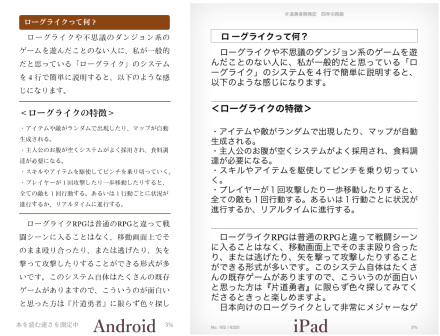 ローグライクって何？
　ローグライクや不思議のダンジョン系の
ゲームを遊んだことのない人に、私が一般的
だと思っている「ローグライク」のシステム
を４行で簡単に説明すると、以下のような感
じになります。
＜ローグライクの特徴＞
・アイテムや敵がランダムで出現したり、マップが自動
生成される。
・主人公のお腹が空くシステムがよく採用され、食料調
達が必要になる。
・スキルやアイテムを駆使してピンチを乗り切っていく。
・プレイヤーが１回攻撃したり一歩移動したりすると、
全ての敵も１回行動する。あるいは１行動ごとに状況が
進行するか、リアルタイムに進行する。
　ローグライクRPGは普通のRPGと違って戦
闘シーンに入ることはなく、移動画面上でそ
のまま殴り合ったり、または逃げたり、矢を
撃って攻撃したりすることができる形式が多
いです。このシステム自体はたくさんの既存
ゲームがありますので、こういうのが面白い
と思った方は『片道勇者』に限らず色々探し
本を読む速さを測定中
3%
Android
ローグライクって何？
　ローグライクや不思議のダンジョン系のゲームを遊
んだことのない人に、私が一般的だと思っている「ロ
ーグライク」のシステムを４行で簡単に説明すると、
以下のような感じになります。
＜ローグライクの特徴＞
・アイテムや敵がランダムで出現したり、マップが自動
生成される。
・主人公のお腹が空くシステムがよく採用され、食料調
達が必要になる。
・スキルやアイテムを駆使してピンチを乗り切ってい
く。
・プレイヤーが１回攻撃したり一歩移動したりすると、
全ての敵も１回行動する。あるいは１行動ごとに状況が
進行するか、リアルタイムに進行する。
　ローグライクRPGは普通のRPGと違って戦闘シーン
に入ることはなく、移動画面上でそのまま殴り合った
り、または逃げたり、矢を撃って攻撃したりすること
ができる形式が多いです。このシステム自体はたくさ
んの既存ゲームがありますので、こういうのが面白い
と思った方は『片道勇者』に限らず色々探してみてく
ださるときっと楽しめますよ。
　日本向けのローグライクとして非常にメジャーなゲ
iPad
3%